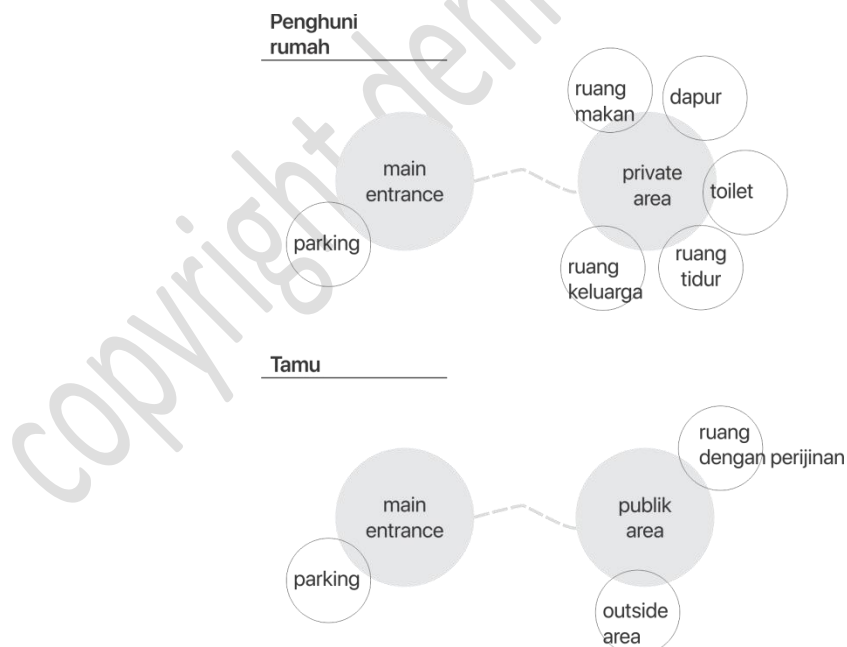 Penghuni
rumah
ruang
makan
dapur
main
entrance
private
area
toilet
parking
ruang
keluarga
ruang
tidur
Tamu
ruang
dengan perijinan
main
entrance
publik
area
parking
outside
area
copyright